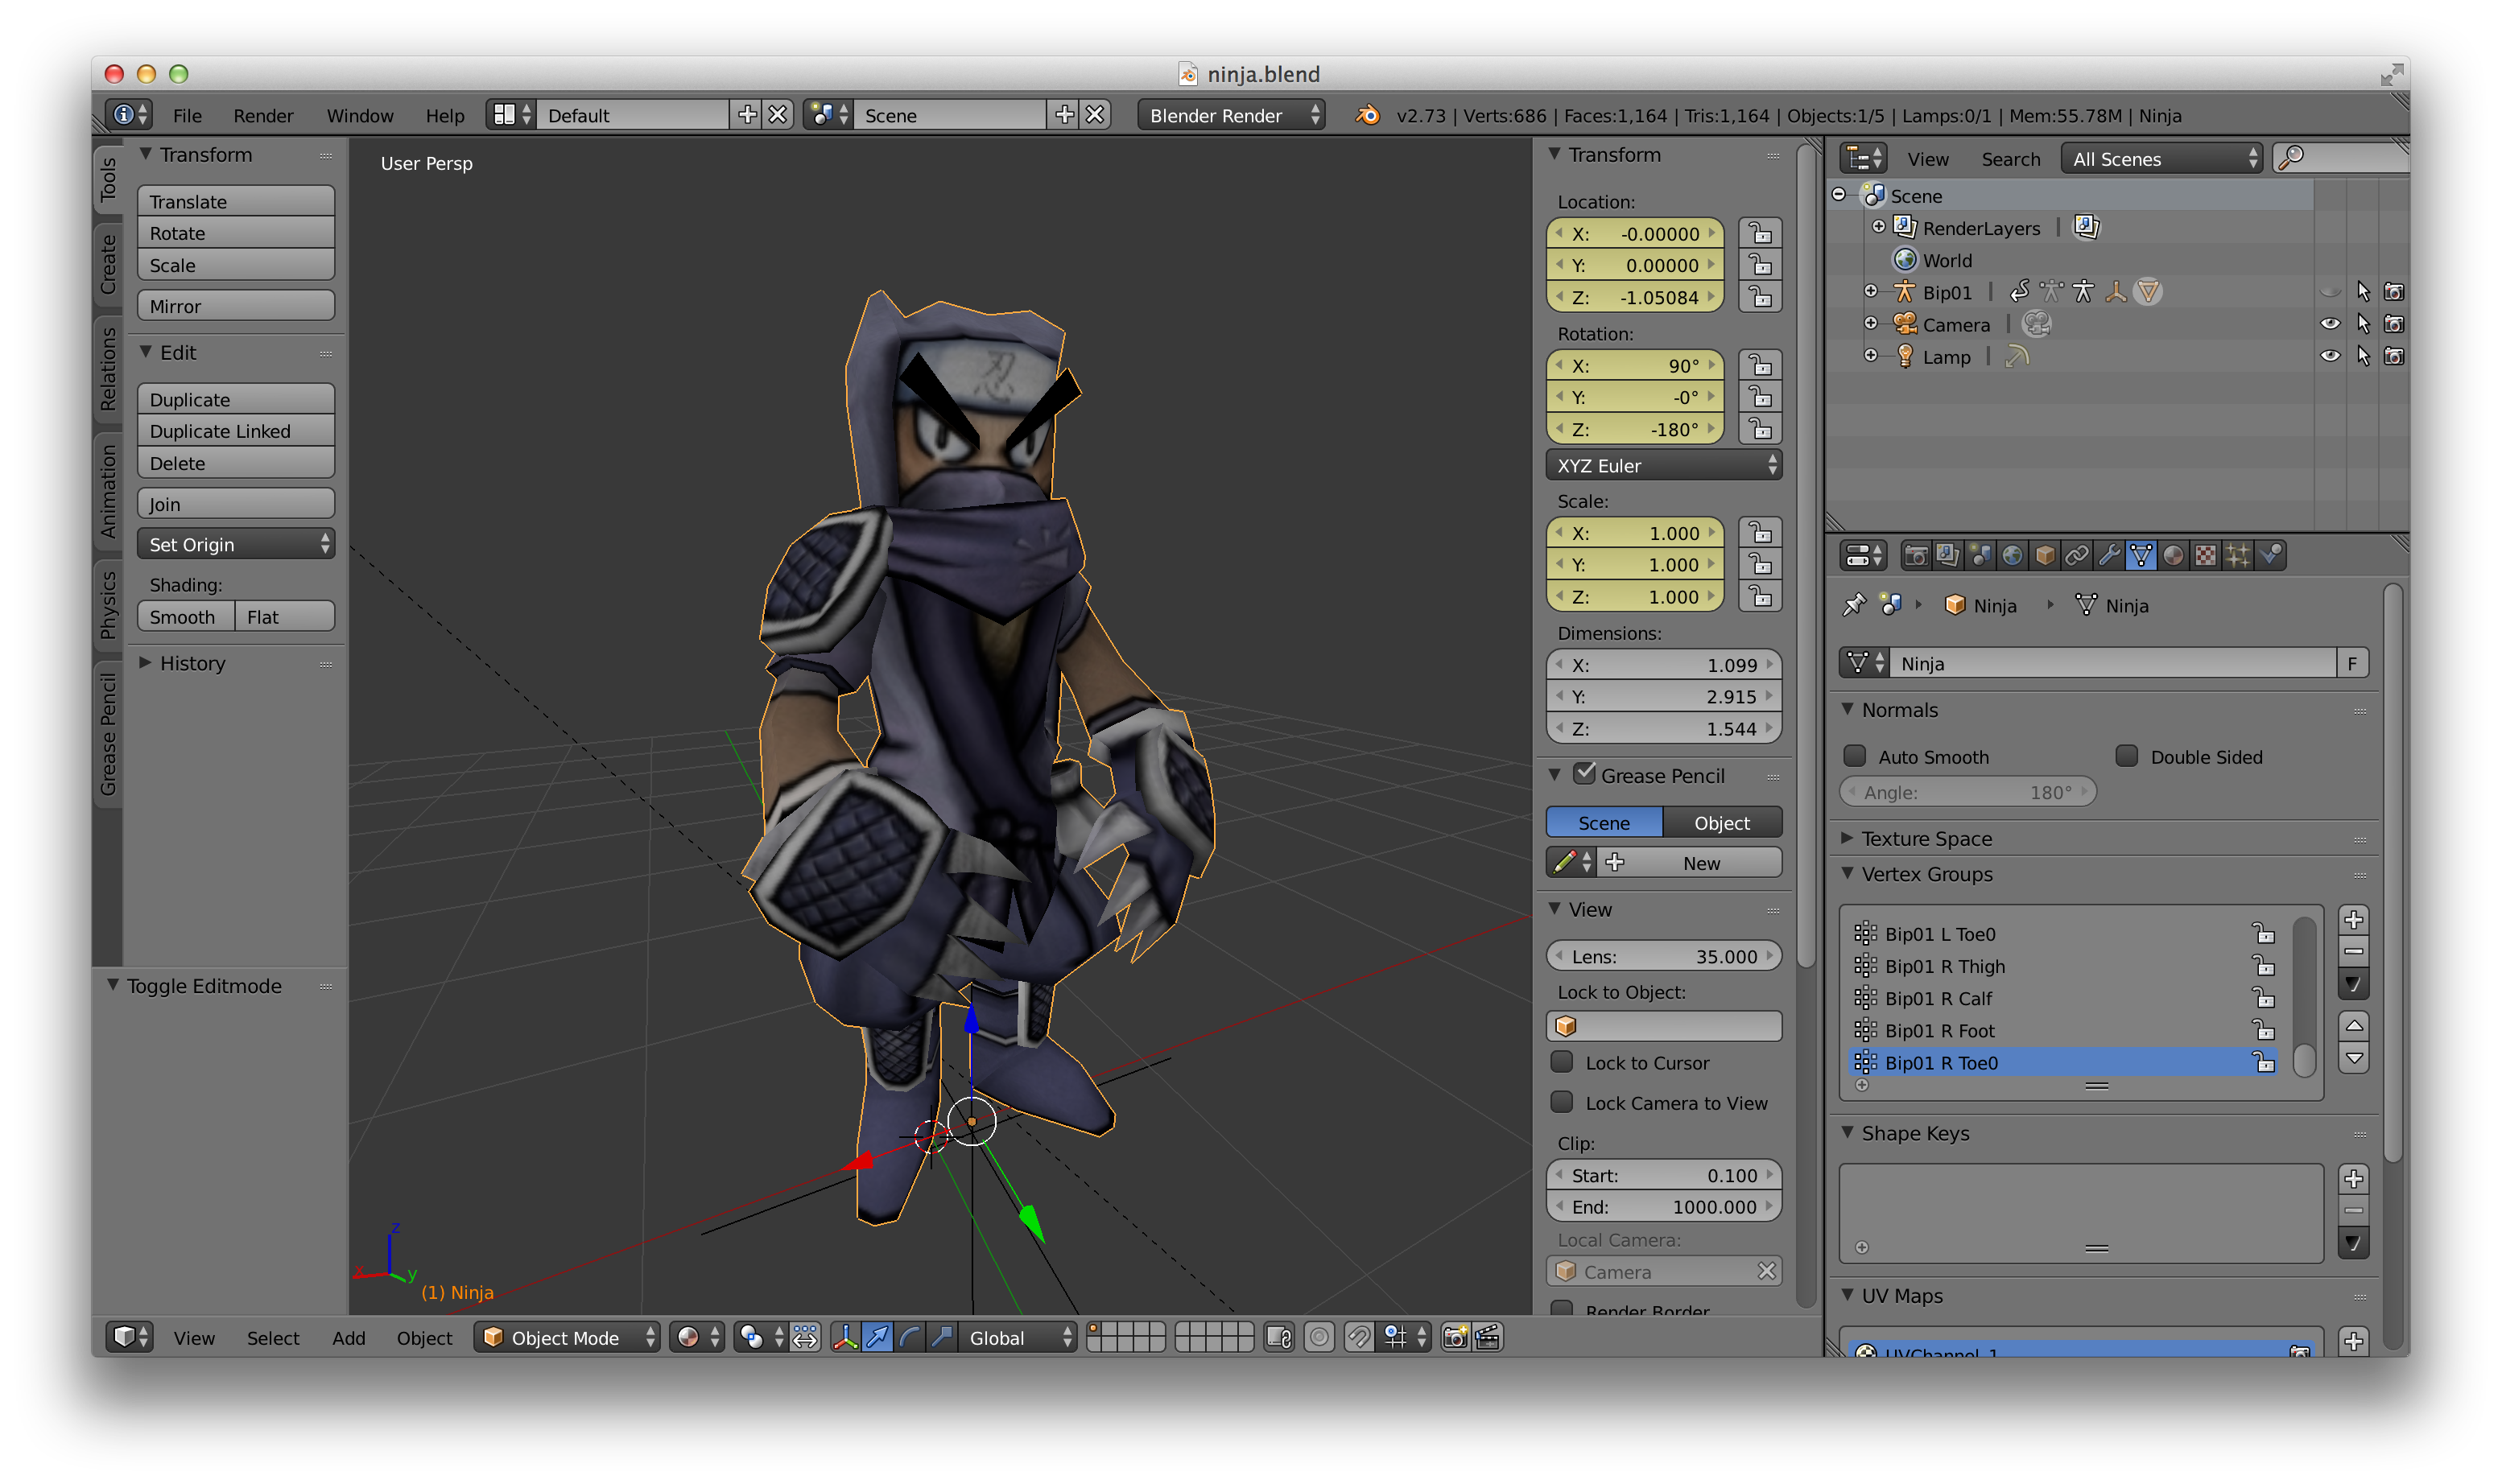 ninja.blend
File Render Window Help Default Scene Blender Render v2.73 | Verts:686 | Faces:1,164 | Tris:1,164 | Objects:1/5 | Lamps:0/1 | Mem:55.78M | Ninja
Tools
Create
Relations
Animation
Physics
Grease Pencil
Transform
Translate
Rotate
Scale
Mirror
Edit
Duplicate
Duplicate Linked
Delete
Join
Set Origin
Shading:
Smooth Flat
History
Toggle Editmode
User Persp
忍
z
x
y
(1) Ninja
View Select Add Object Object Mode Global
Transform
Location:
X: -0.00000
Y: 0.00000
Z: -1.05084
Rotation:
X: 90°
Y: -0°
Z: -180°
XYZ Euler
Scale:
X: 1.000
Y: 1.000
Z: 1.000
Dimensions:
X: 1.099
Y: 2.915
Z: 1.544
Grease Pencil
Scene Object
New
View
Lens: 35.000
Lock to Object:
Lock to Cursor
Lock Camera to View
Clip:
Start: 0.100
End: 1000.000
Local Camera:
Camera
Render Border
View Search All Scenes
Scene
RenderLayers |
World
Bip01 |
Camera |
Lamp |
Ninja Ninja
Ninja F
Normals
Auto Smooth Double Sided
Angle: 180°
Texture Space
Vertex Groups
Bip01 L Toe0
Bip01 R Thigh
Bip01 R Calf
Bip01 R Foot
Bip01 R Toe0
Shape Keys
UV Maps
UVChannel_1